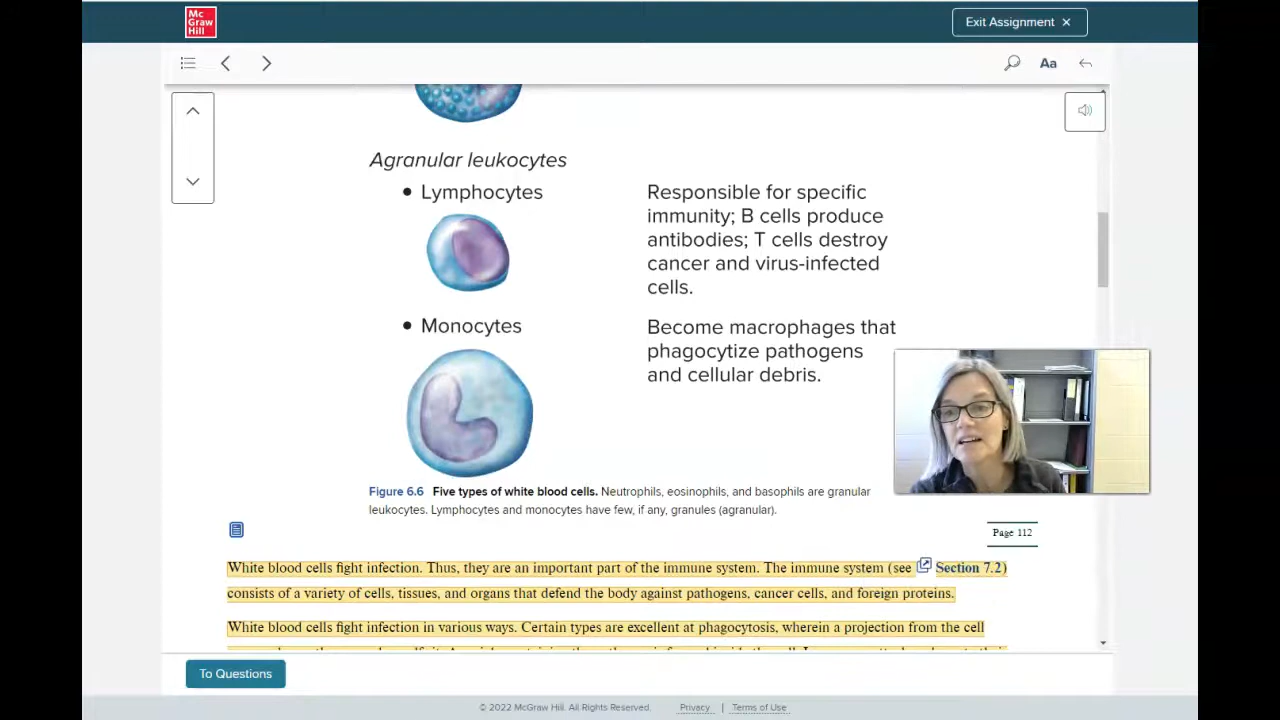 Mc
Graw
Hill
Exit Assignment ×
Aa
Agranular leukocytes
• Lymphocytes
Responsible for specific
immunity; B cells produce
antibodies; T cells destroy
cancer and virus-infected
cells.
• Monocytes
Become macrophages that
phagocytize pathogens
and cellular debris.
Figure 6.6 Five types of white blood cells. Neutrophils, eosinophils, and basophils are granular
leukocytes. Lymphocytes and monocytes have few, if any, granules (agranular).
Page 112
White blood cells fight infection. Thus, they are an important part of the immune system. The immune system (see Section 7.2)
consists of a variety of cells, tissues, and organs that defend the body against pathogens, cancer cells, and foreign proteins.
White blood cells fight infection in various ways. Certain types are excellent at phagocytosis, wherein a projection from the cell
To Questions
© 2022 McGraw Hill. All Rights Reserved. Privacy | Terms of Use